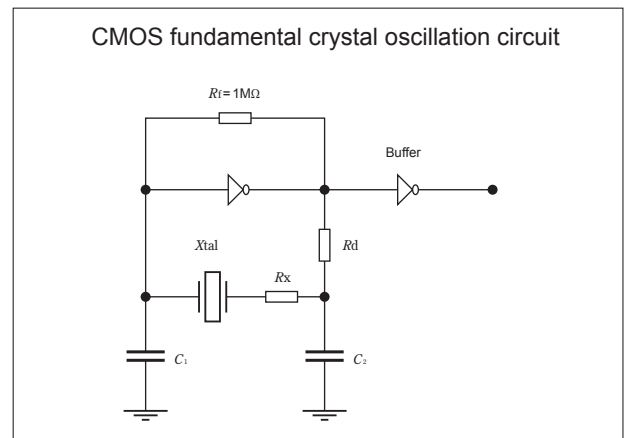 CMOS fundamental crystal oscillation circuit
Rf=1MΩ
Buffer
Xtal
Rd
Rx
C₁
C₂